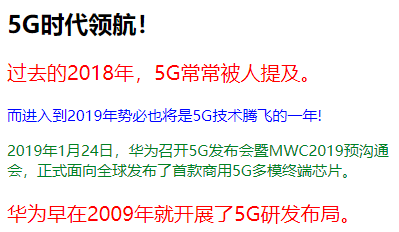 5G时代领航！
过去的2018年，5G常常被人提及。
而进入到2019年势必也将是5G技术腾飞的一年!
2019年1月24日，华为召开5G发布会暨MWC2019预沟通
会，正式面向全球发布了首款商用5G多模终端芯片。
华为早在2009年就开展了5G研发布局。